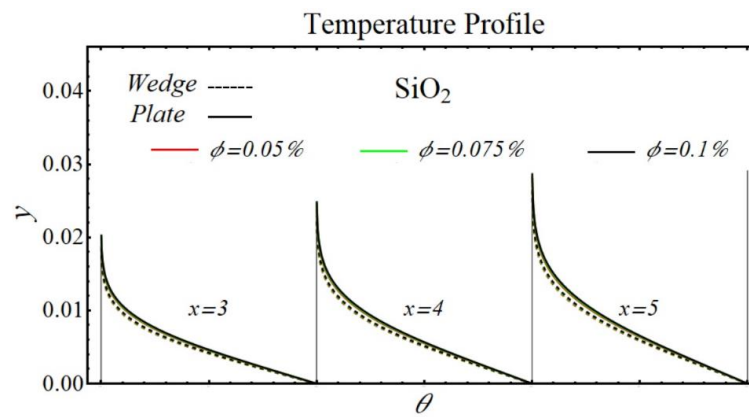 Temperature Profile
0.04
Wedge
SiO₂
Plate
0.03
ϕ=0.05%
ϕ=0.075%
ϕ=0.1%
y
0.02
0.01
x=3
x=4
x=5
0.00
θ